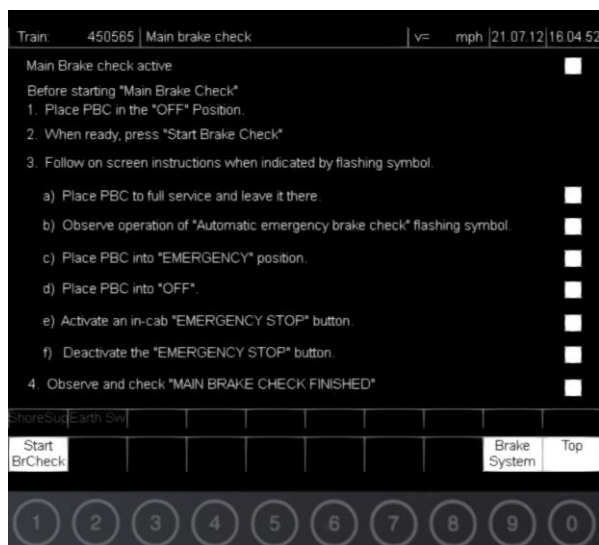 Train: 450565 Main brake check v= mph 21.07.12 16.04.52
Main Brake check active
Before starting "Main Brake Check"
1. Place PBC in the "OFF" Position.
2. When ready, press "Start Brake Check"
3. Follow on screen instructions when indicated by flashing symbol.
a) Place PBC to full service and leave it there.
b) Observe operation of "Automatic emergency brake check" flashing symbol.
c) Place PBC into "EMERGENCY" position.
d) Place PBC into "OFF".
e) Activate an in-cab "EMERGENCY STOP" button.
f) Deactivate the "EMERGENCY STOP" button.
4. Observe and check "MAIN BRAKE CHECK FINISHED"
ShoreSup Earth Sw
Start Brake Top
BrCheck System
1 2 3 4 5 6 7 8 9 0